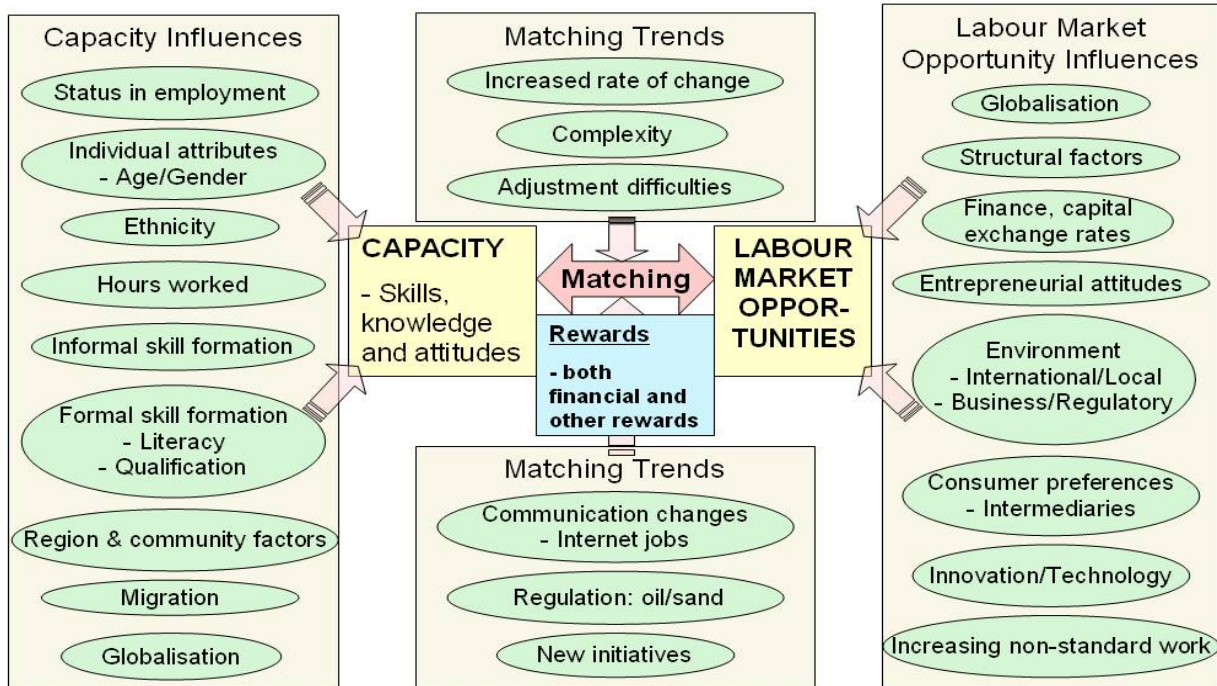 Capacity Influences
Status in employment
Individual attributes
- Age/Gender
Ethnicity
Hours worked
Informal skill formation
Formal skill formation
- Literacy
- Qualification
Region & community factors
Migration
Globalisation
Matching Trends
Increased rate of change
Complexity
Adjustment difficulties
CAPACITY
- Skills,
knowledge
and attitudes
Matching
Rewards
- both
financial and
other rewards
LABOUR
MARKET
OPPOR-
TUNITIES
Matching Trends
Communication changes
- Internet jobs
Regulation: oil/sand
New initiatives
Labour Market
Opportunity Influences
Globalisation
Structural factors
Finance, capital
exchange rates
Entrepreneurial attitudes
Environment
- International/Local
- Business/Regulatory
Consumer preferences
- Intermediaries
Innovation/Technology
Increasing non-standard work